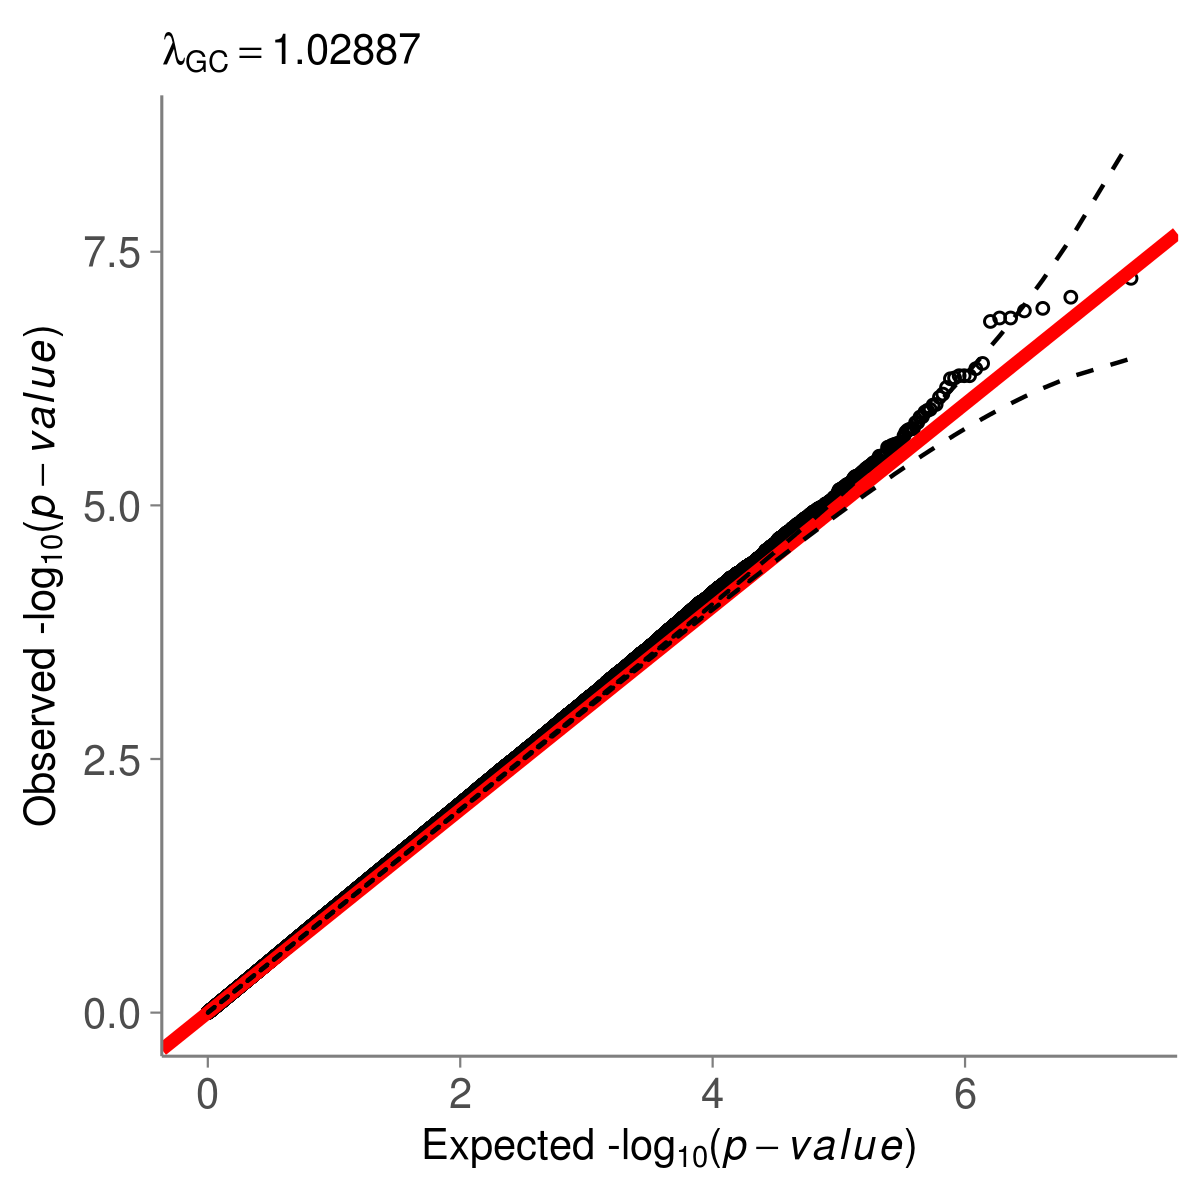 λGC = 1.02887
7.5
5.0
2.5
0.0
Observed -log10(p − value)
0 2 4 6
Expected -log10(p − value)